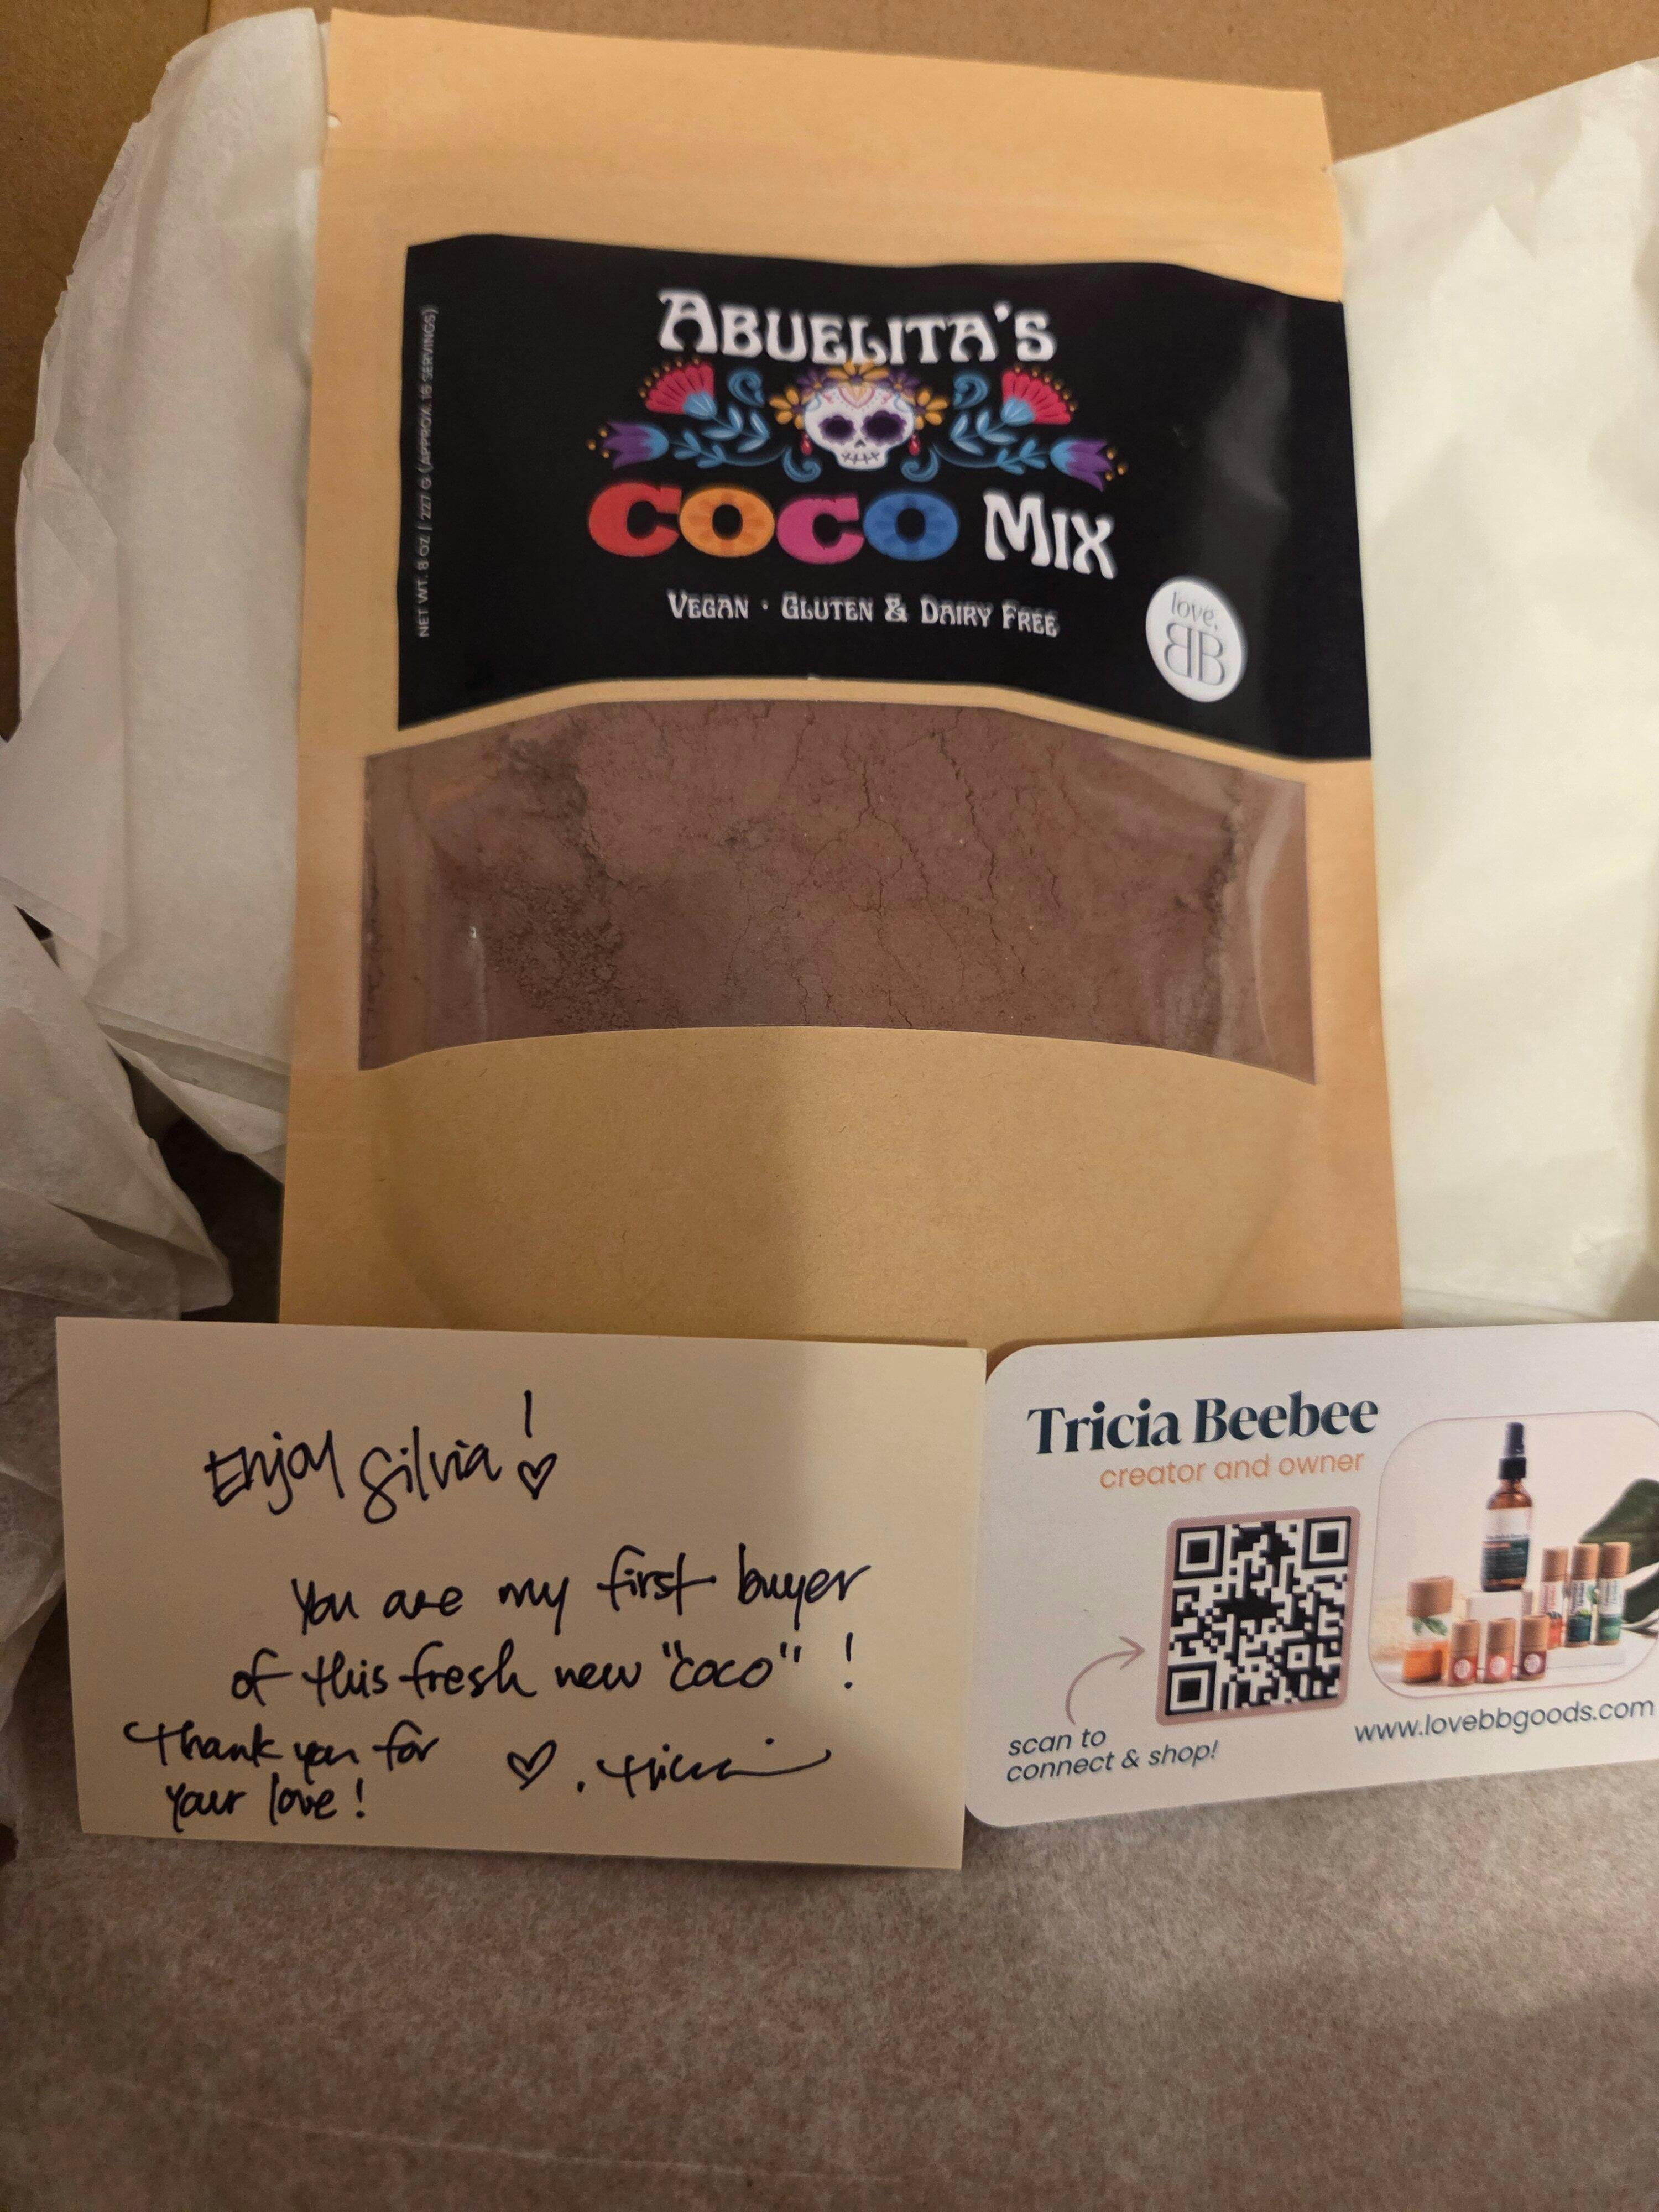 ABUELITA'S
COCO MIX
VEGAN · GLUTEN & DAIRY FREE
NET WT. 8 OZ | 227 G (APPROX. 16 SERVINGS)
love,
BB
Enjoy Silvia!
You are my first buyer
of this fresh new "coco" !
Thank you for
your love!
. Tricia
Tricia Beebee
creator and owner
scan to
connect & shop!
www.lovebbgoods.com